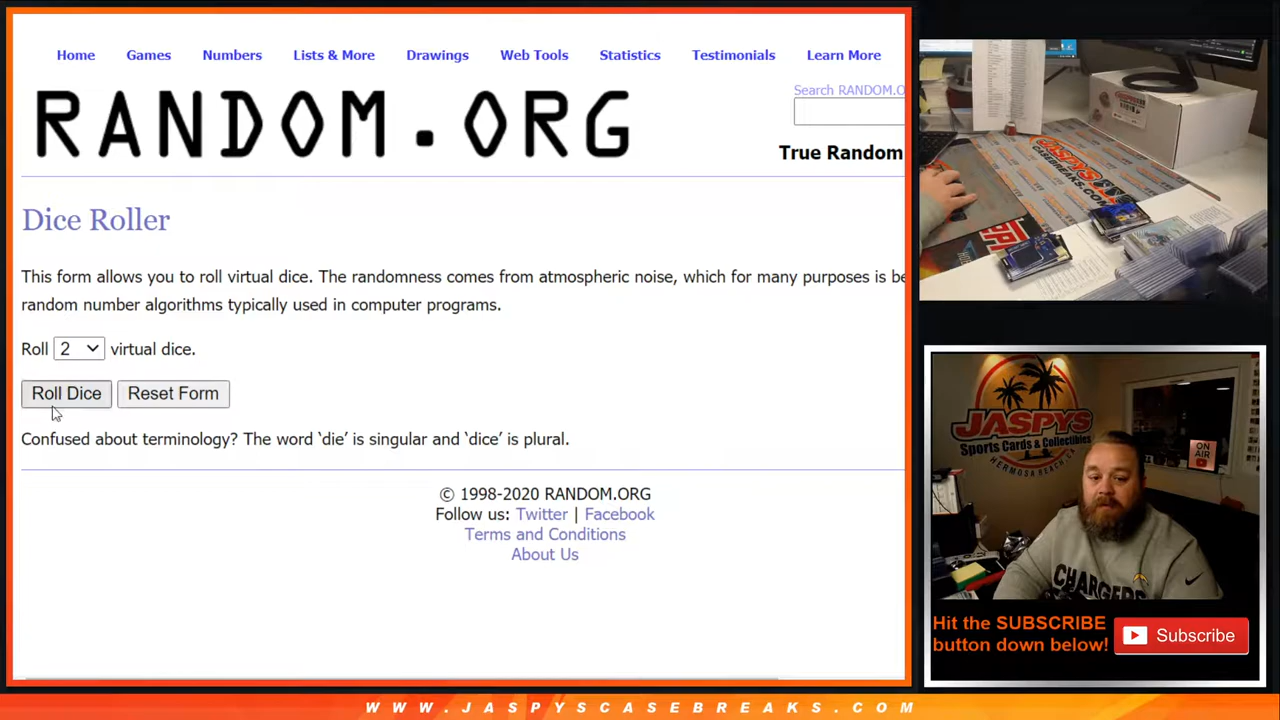 Home Games Numbers Lists & More Drawings Web Tools Statistics Testimonials Learn More
RANDOM.ORG
Search RANDOM.O
True Random
Dice Roller
This form allows you to roll virtual dice. The randomness comes from atmospheric noise, which for many purposes is be
random number algorithms typically used in computer programs.
Roll 2 virtual dice.
Roll Dice Reset Form
Confused about terminology? The word ‘die’ is singular and ‘dice’ is plural.
© 1998-2020 RANDOM.ORG
Follow us: Twitter | Facebook
Terms and Conditions
About Us
JASPYS
CASEBREAKS.COM
JASPYS
Sports Cards & Collectibles
HERMOSA BEACH, CA
ON
AIR
CHARGERS
Hit the SUBSCRIBE
button down below!
Subscribe
WWW.JASPYSCASEBREAKS.COM